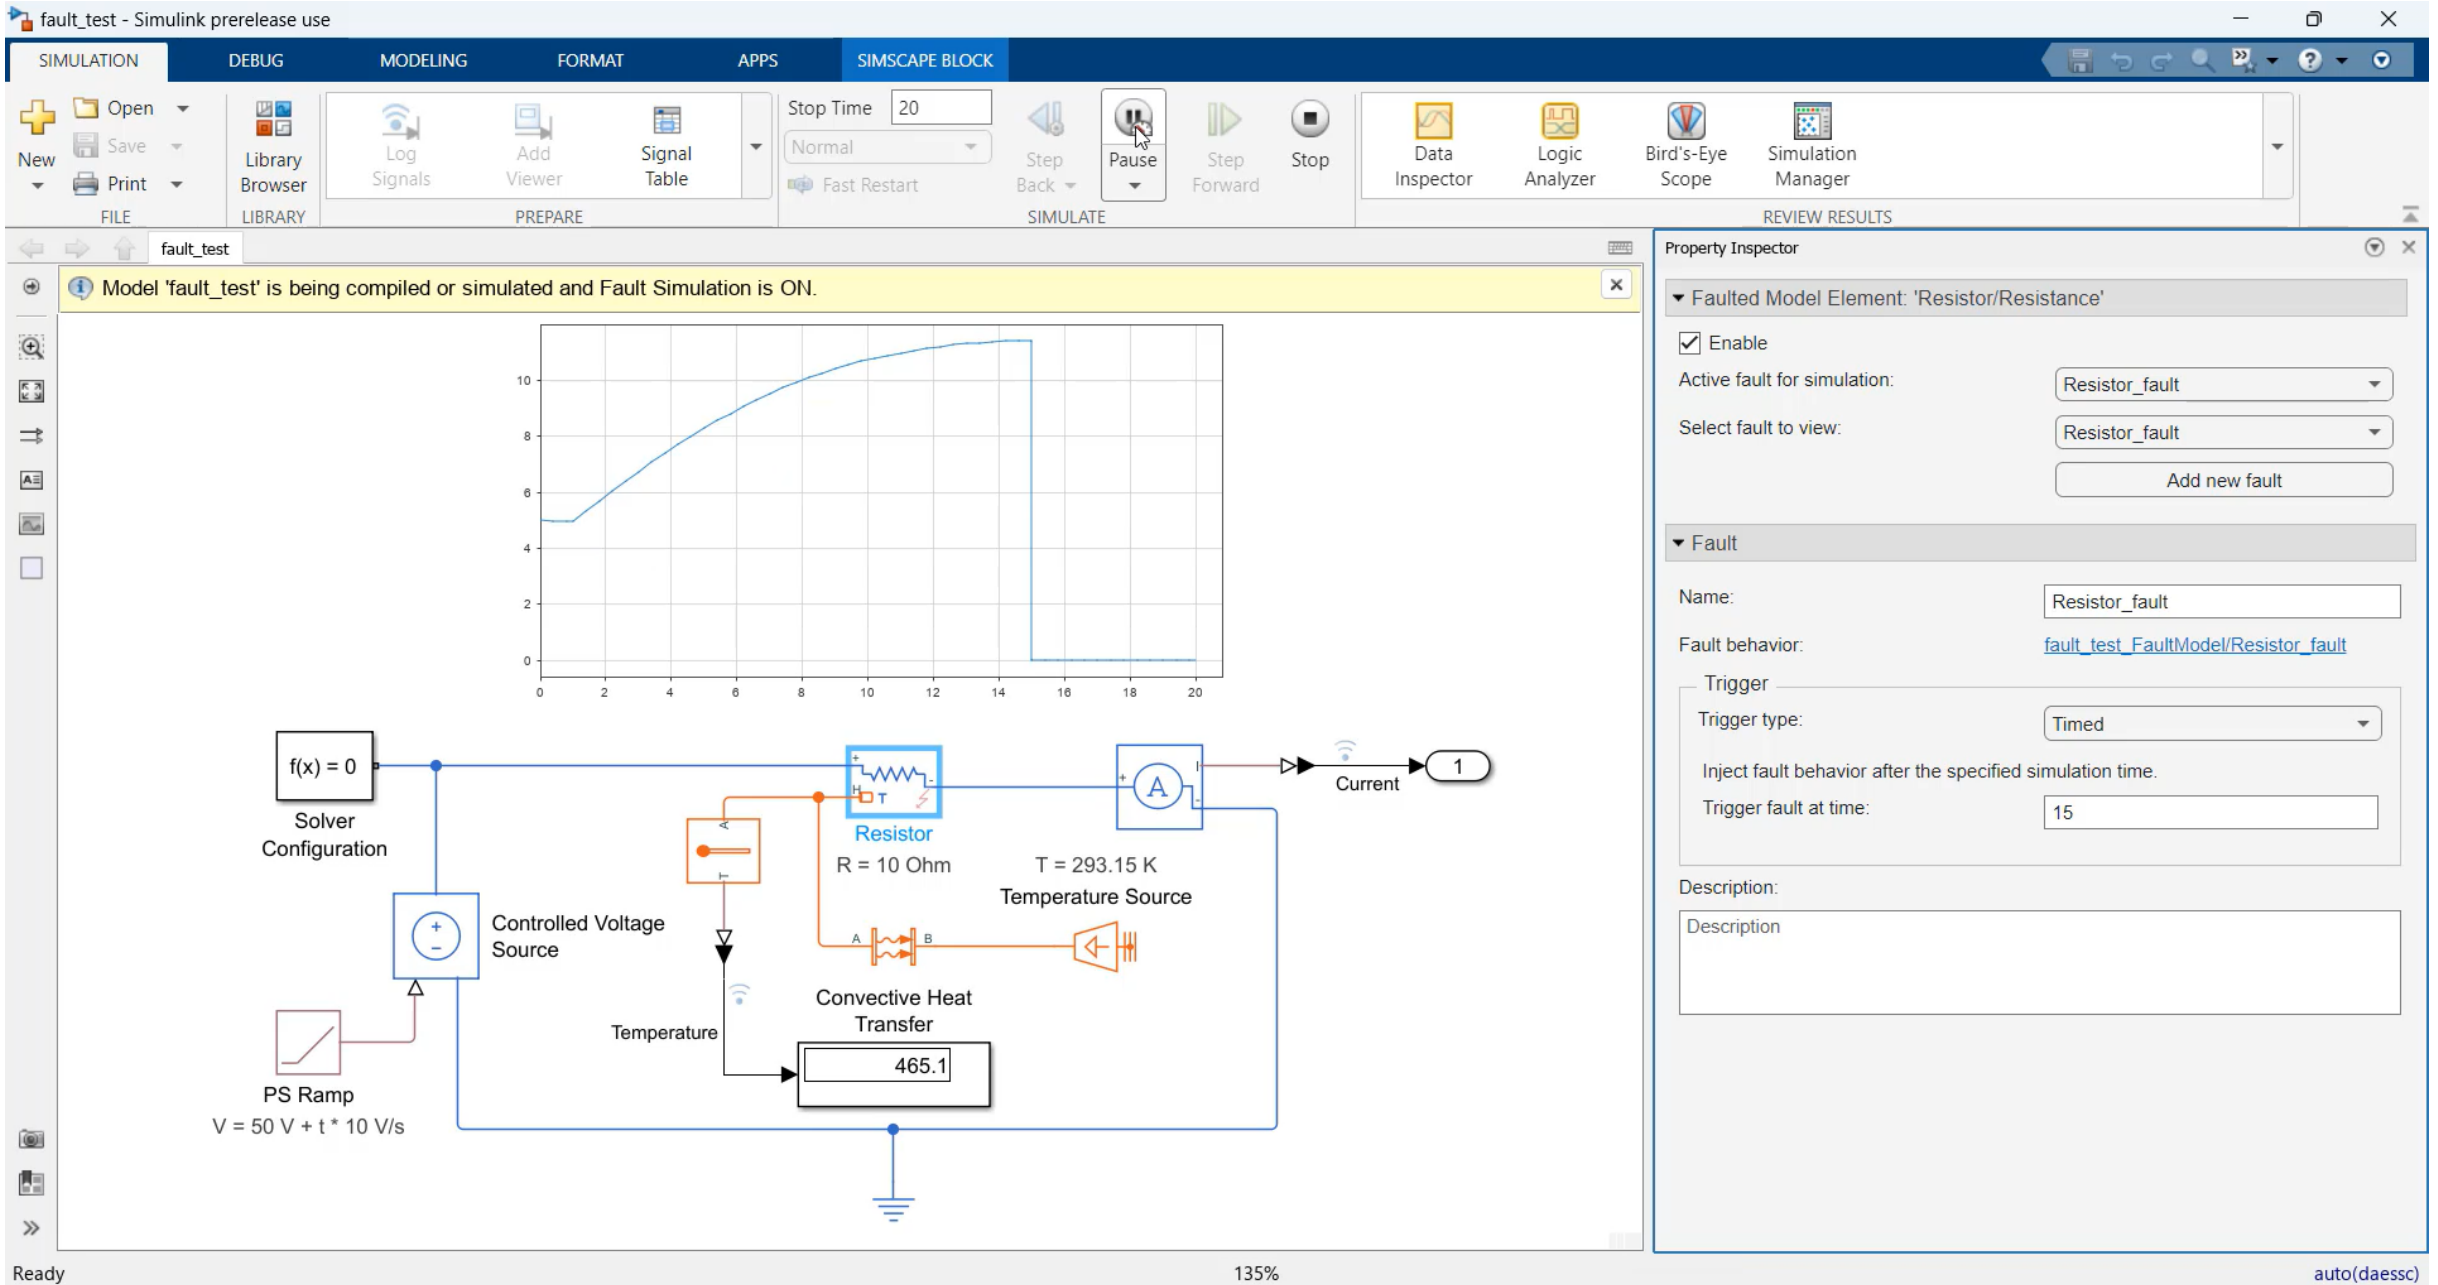 fault_test - Simulink prerelease use
SIMULATION
DEBUG
MODELING
FORMAT
APPS
SIMSCAPE BLOCK
New
Open
Save
Print
FILE
Library
Browser
LIBRARY
Log
Signals
Add
Viewer
Signal
Table
PREPARE
Stop Time
20
Normal
Fast Restart
Step
Back
Pause
Step
Forward
Stop
SIMULATE
Data
Inspector
Logic
Analyzer
Bird's-Eye
Scope
Simulation
Manager
REVIEW RESULTS
fault_test
Model 'fault_test' is being compiled or simulated and Fault Simulation is ON.
10
8
6
4
2
0
0 2 4 6 8 10 12 14 16 18 20
f(x) = 0
Solver
Configuration
+
-
H
T
Resistor
R = 10 Ohm
+
A
I
-
Current
1
A
T
T = 293.15 K
Temperature Source
+
−
Controlled Voltage
Source
A
B
Convective Heat
Transfer
Temperature
465.1
PS Ramp
V = 50 V + t * 10 V/s
Property Inspector
Faulted Model Element: 'Resistor/Resistance'
Enable
Active fault for simulation:
Resistor_fault
Select fault to view:
Resistor_fault
Add new fault
Fault
Name:
Resistor_fault
Fault behavior:
fault_test_FaultModel/Resistor_fault
Trigger
Trigger type:
Timed
Inject fault behavior after the specified simulation time.
Trigger fault at time:
15
Description:
Description
Ready
135%
auto(daessc)